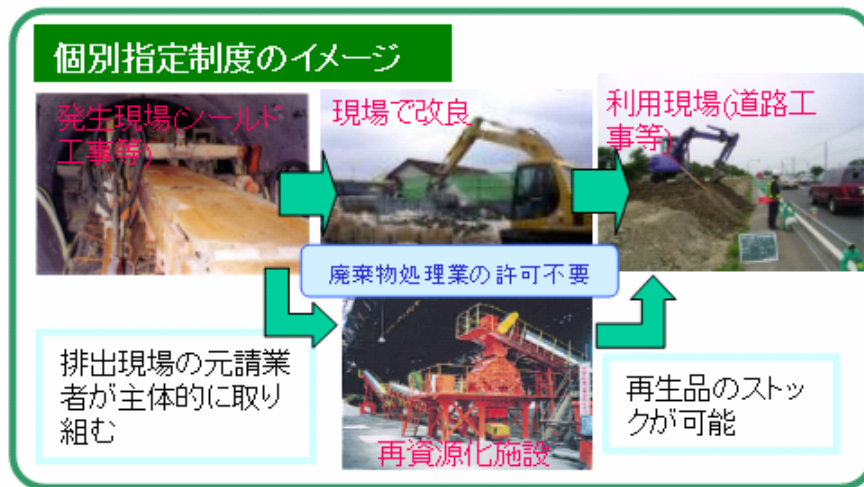 個別指定制度のイメージ
発生現場(シールド
工事等)
現場で改良
利用現場(道路工
事等)
廃棄物処理業の許可不要
排出現場の元請業
者が主体的に取り
組む
再生品のストッ
クが可能
再資源化施設